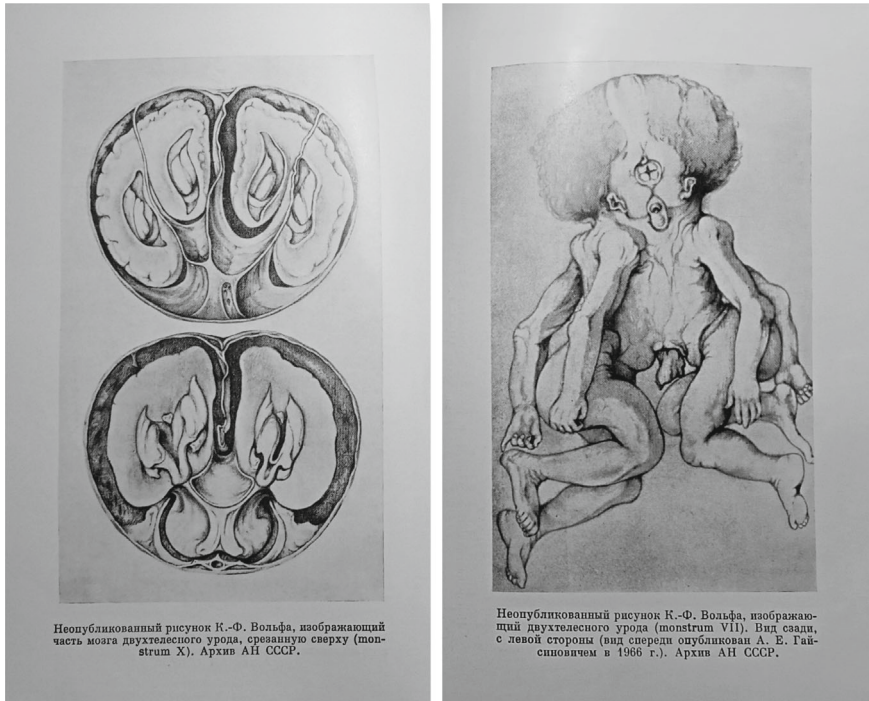 Неопубликованный рисунок К.-Ф. Вольфа, изображающий
часть мозга двухтелесного урода, срезанную сверху (mon-
strum X). Архив АН СССР.
Неопубликованный рисунок К.-Ф. Вольфа, изображаю-
щий двухтелесного урода (monstrum VII). Вид сзади,
с левой стороны (вид спереди опубликован А. Е. Гай-
синовичем в 1966 г.). Архив АН СССР.